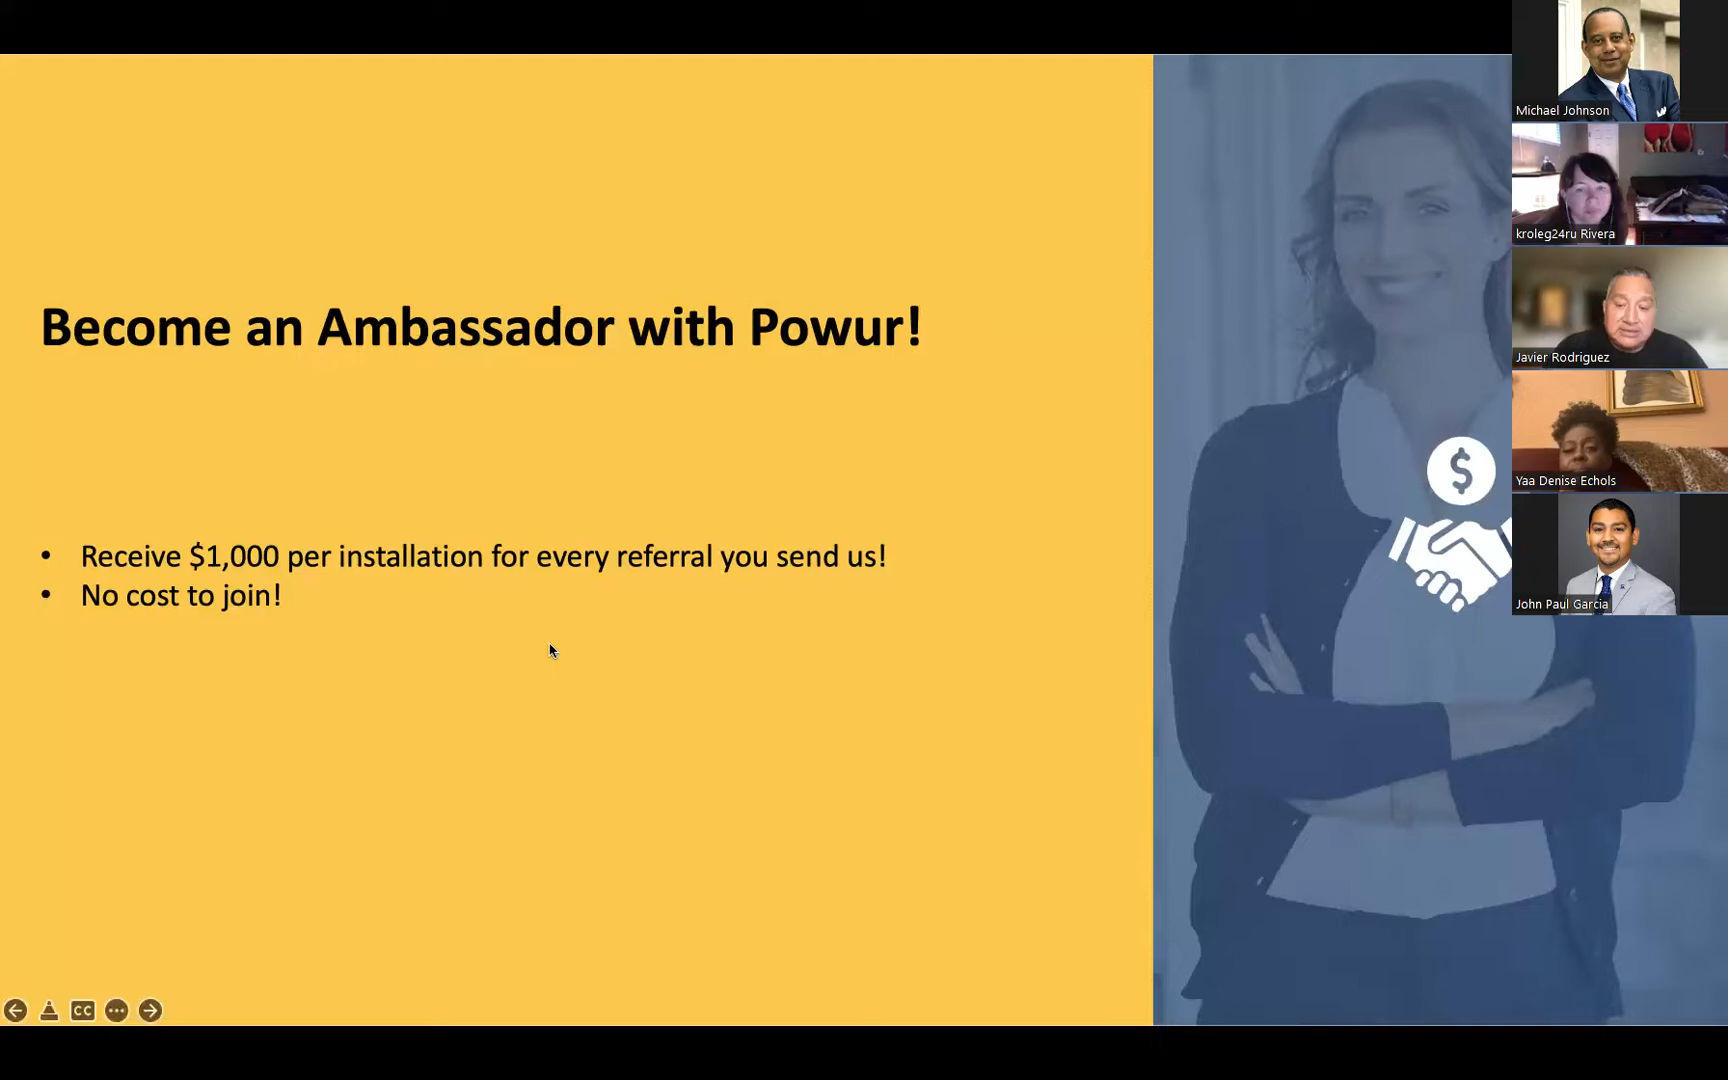 Become an Ambassador with Powur!
• Receive $1,000 per installation for every referral you send us!
• No cost to join!
$
CC
Michael Johnson
kroleg24ru Rivera
Javier Rodriguez
Yaa Denise Echols
John Paul Garcia